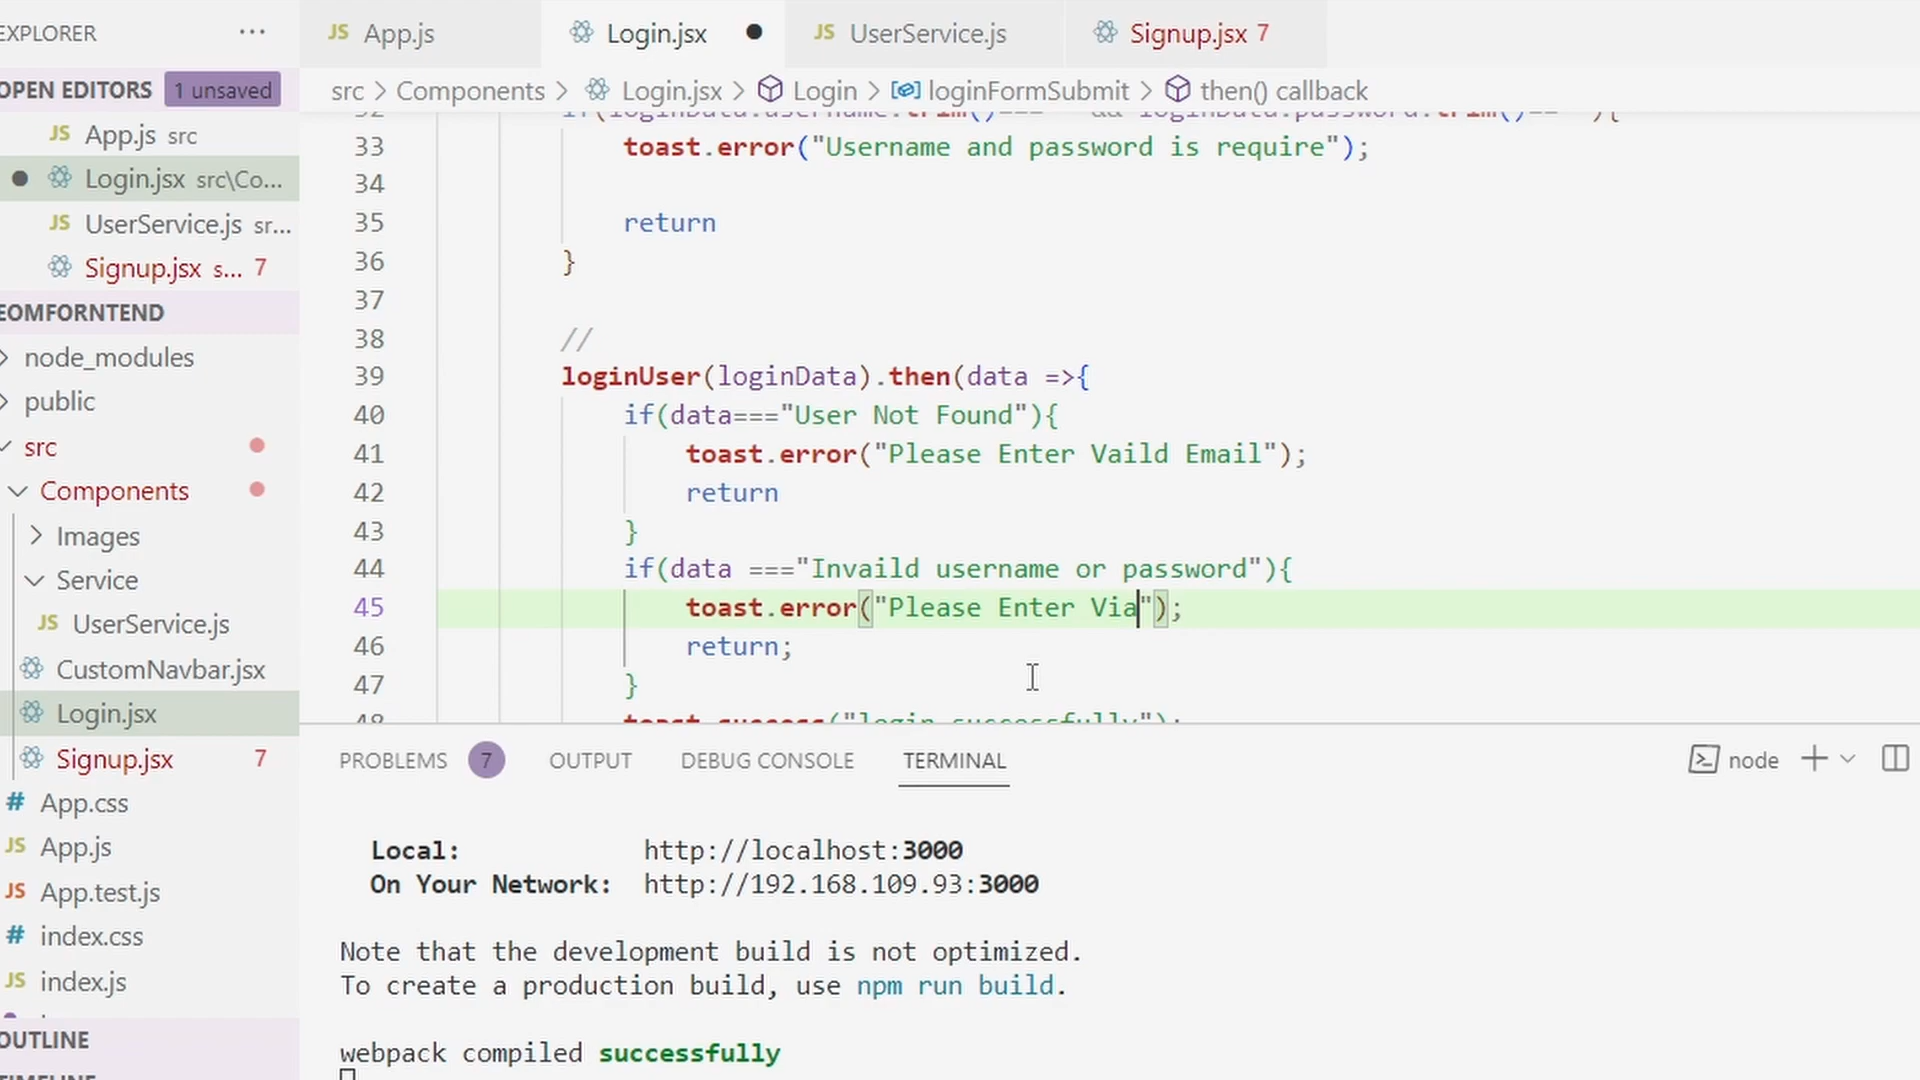 EXPLORER
OPEN EDITORS 1 unsaved
App.js src
Login.jsx src\Co...
UserService.js sr...
Signup.jsx s... 7
EOMFORNTEND
node_modules
public
src
Components
Images
Service
UserService.js
CustomNavbar.jsx
Login.jsx
Signup.jsx 7
App.css
App.js
App.test.js
index.css
index.js
OUTLINE
TIMELINE
App.js
Login.jsx
UserService.js
Signup.jsx 7
src > Components > Login.jsx > Login > loginFormSubmit > then() callback
33 toast.error("Username and password is require");
34
35 return
36 }
37
38 //
39 loginUser(loginData).then(data =>{
40 if(data==="User Not Found"){
41 toast.error("Please Enter Vaild Email");
42 return
43 }
44 if(data ==="Invaild username or password"){
45 toast.error("Please Enter Via");
46 return;
47 }
48 toast.success("login successfully");
PROBLEMS 7 OUTPUT DEBUG CONSOLE TERMINAL node
Local: http://localhost:3000
On Your Network: http://192.168.109.93:3000
Note that the development build is not optimized.
To create a production build, use npm run build.
webpack compiled successfully